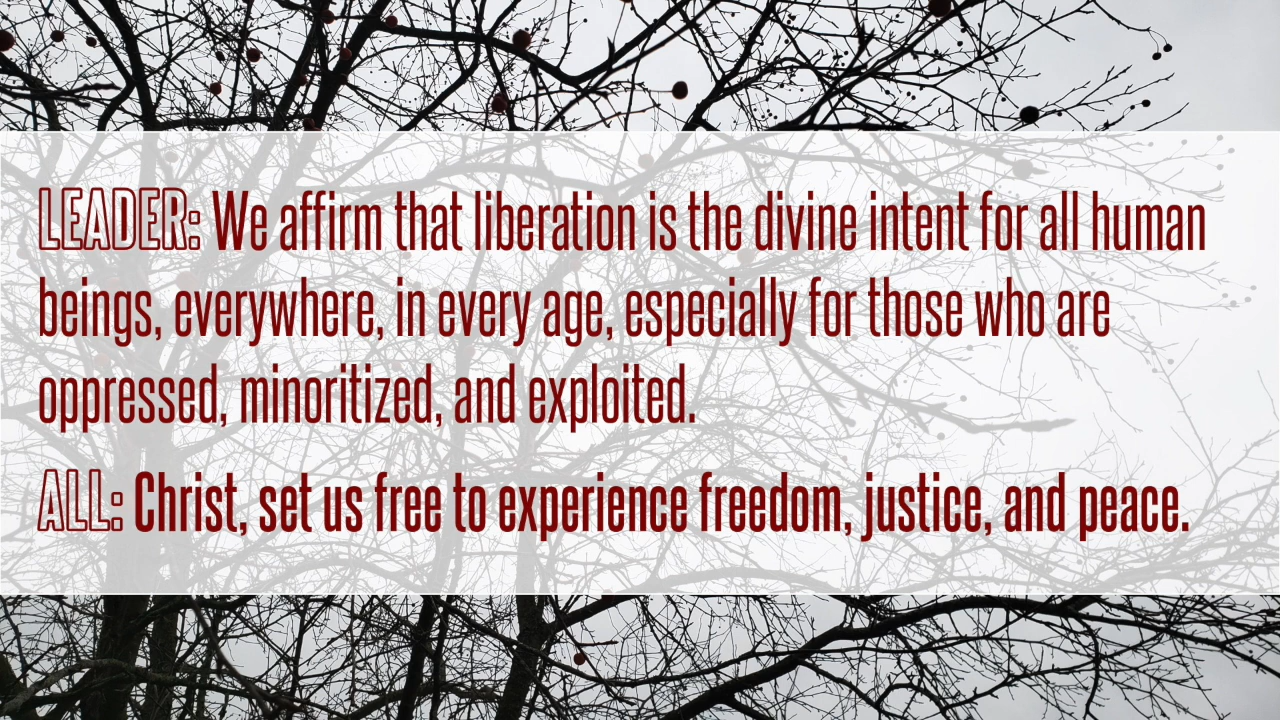 LEADER: We affirm that liberation is the divine intent for all human
beings, everywhere, in every age, especially for those who are
oppressed, minoritized, and exploited.
ALL: Christ, set us free to experience freedom, justice, and peace.